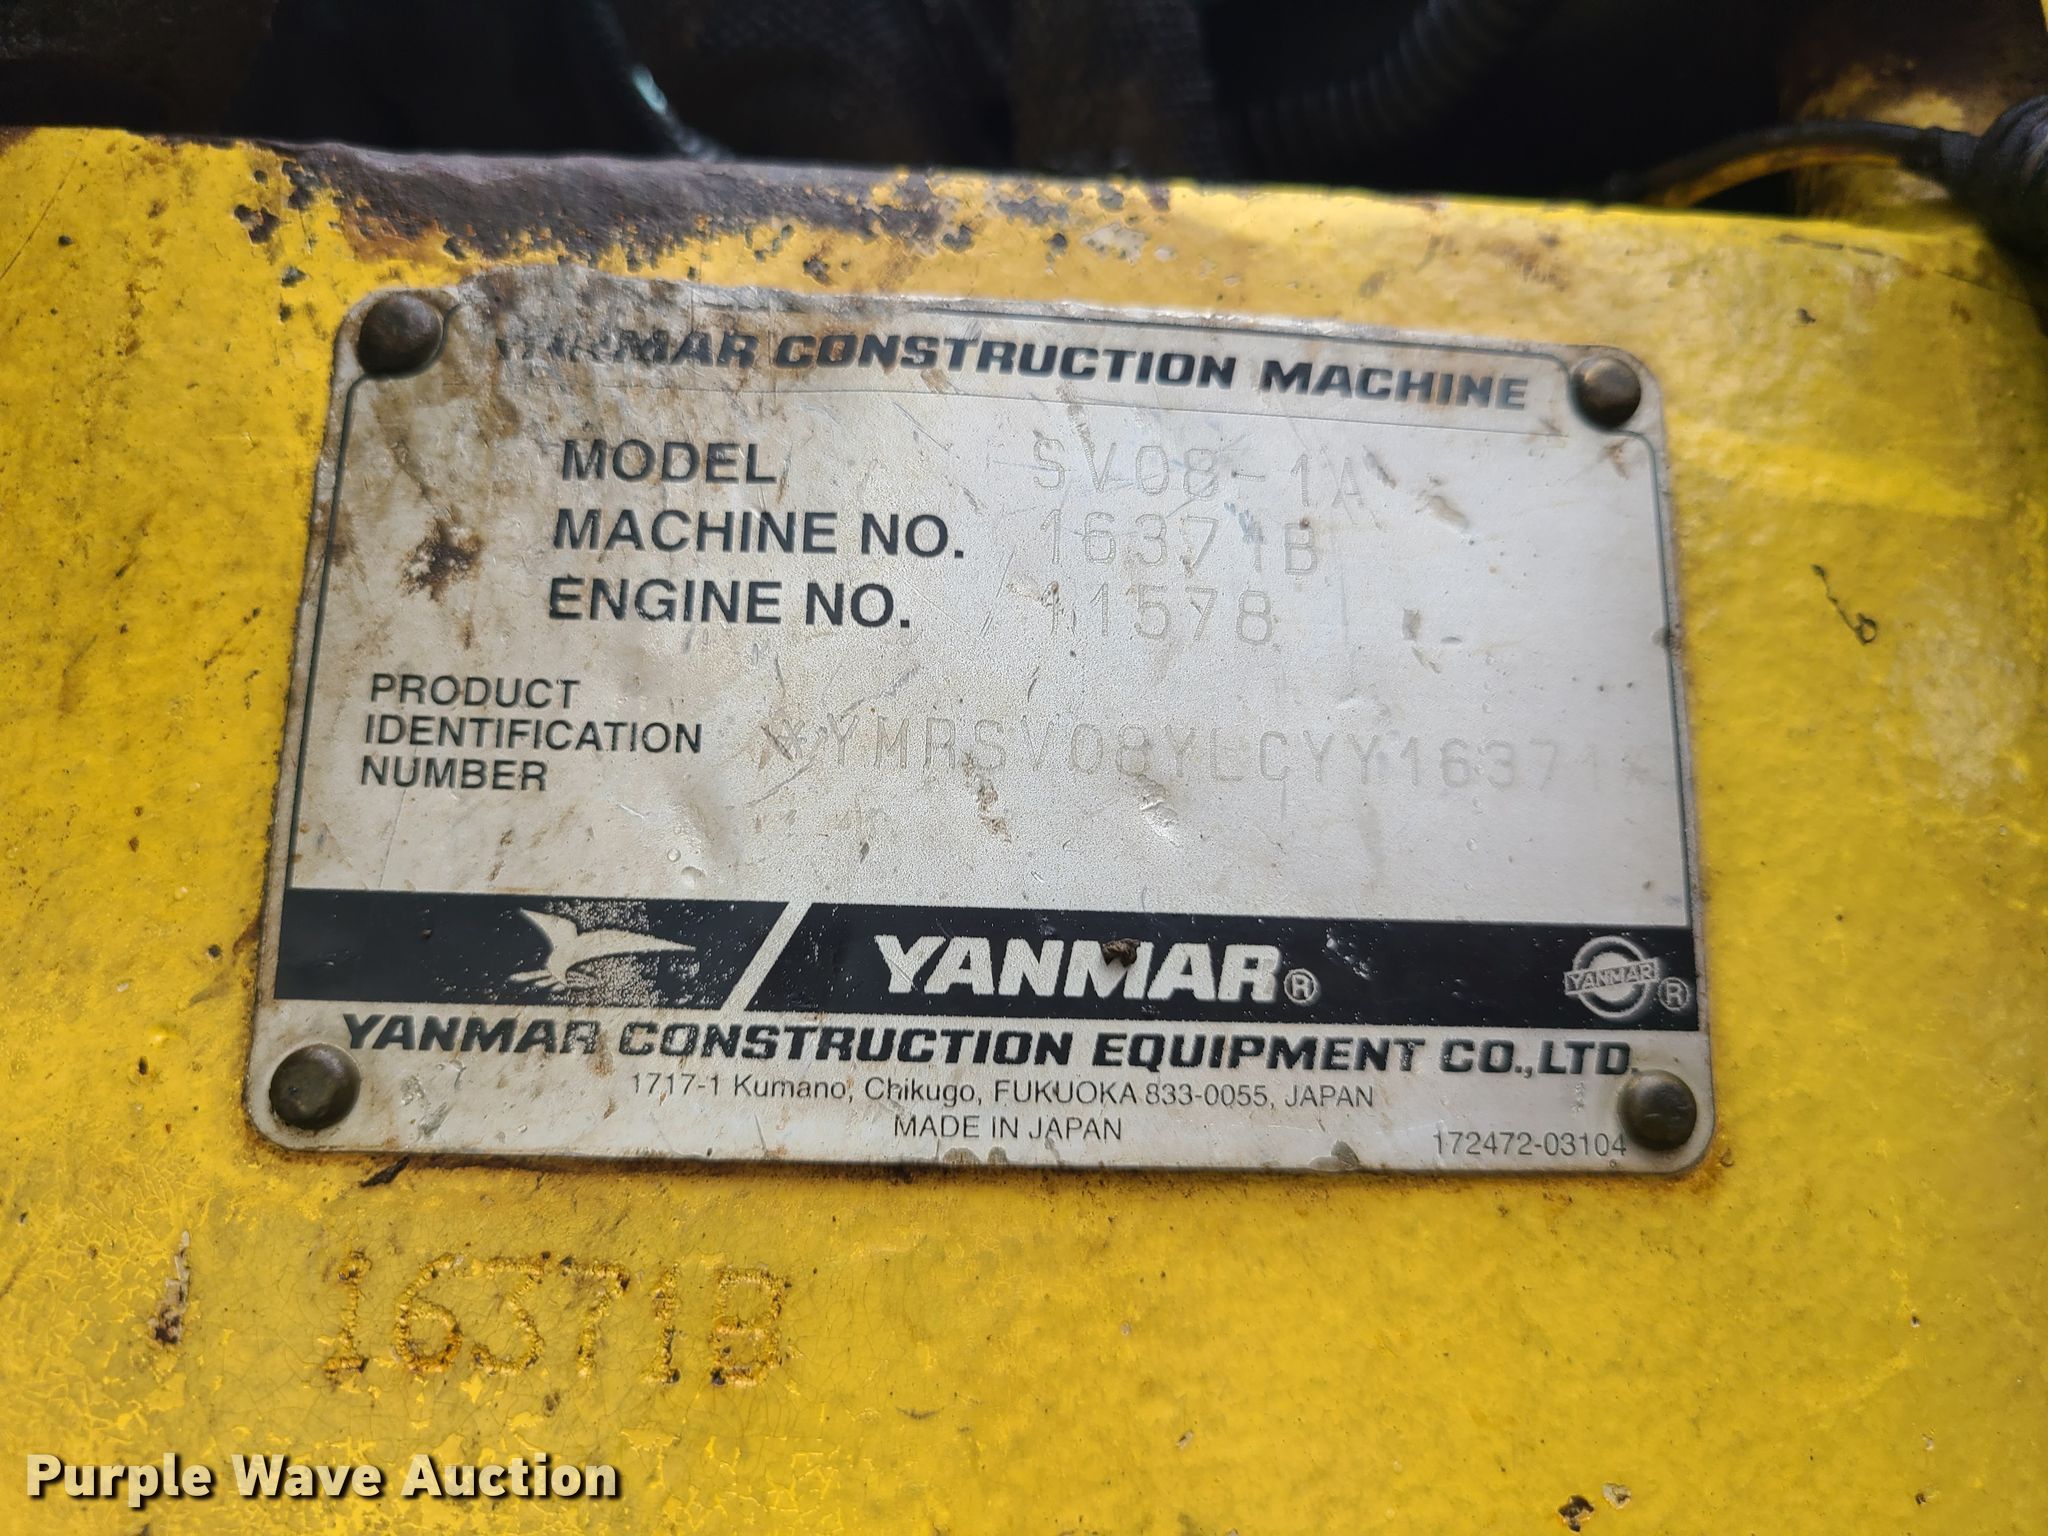 YANMAR CONSTRUCTION MACHINE
MODEL SV08-1A
MACHINE NO. 16371B
ENGINE NO. 11578
PRODUCT
IDENTIFICATION
NUMBER
*YMRSV08YLCYY16371*
YANMAR®
YANMAR ®
YANMAR CONSTRUCTION EQUIPMENT CO.,LTD.
1717-1 Kumano, Chikugo, FUKUOKA 833-0055, JAPAN
MADE IN JAPAN
172472-03104
16371B
Purple Wave Auction